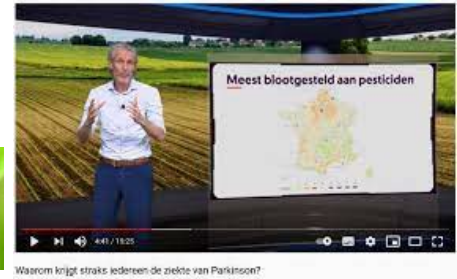 Meest blootgesteld aan pesticiden
4:41 / 15:25
Waarom krijgt straks iedereen de ziekte van Parkinson?